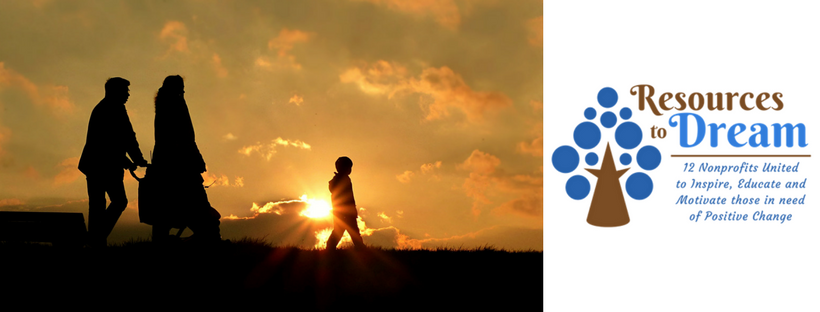 Resources
to Dream
12 Nonprofits United
to Inspire, Educate and
Motivate those in need
of Positive Change